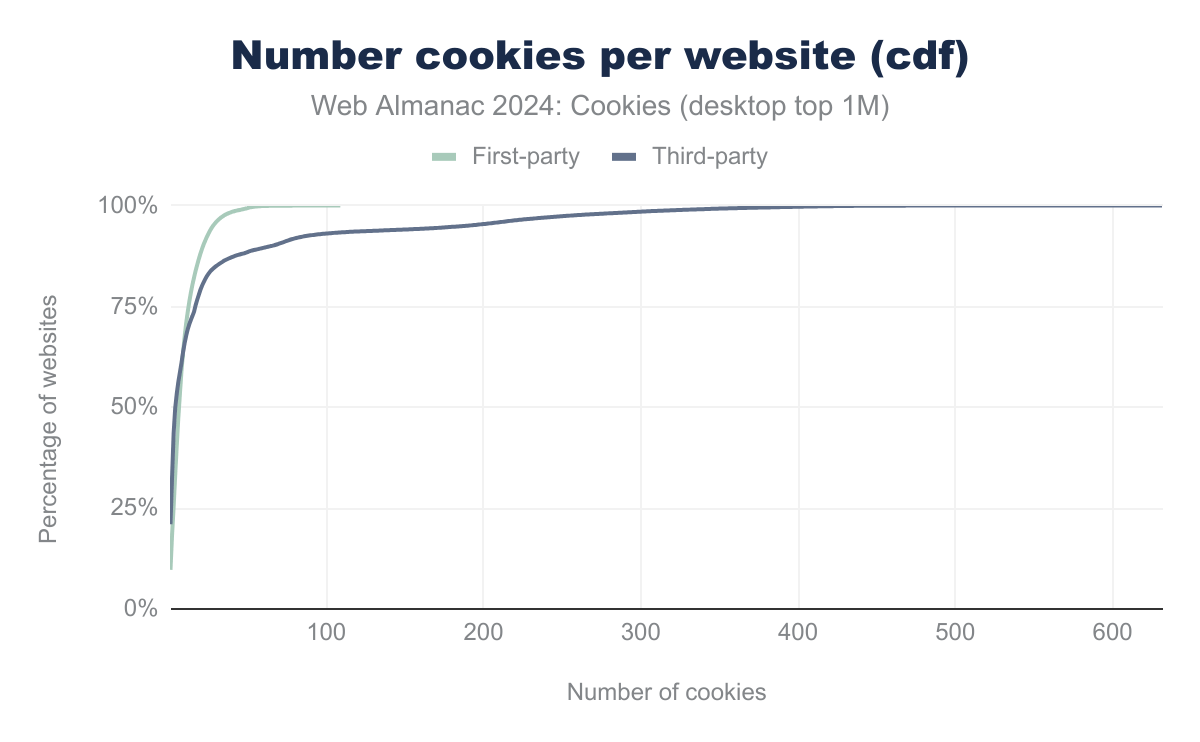 Number cookies per website (cdf)
Web Almanac 2024: Cookies (desktop top 1M)
First-party Third-party
Percentage of websites
100%
75%
50%
25%
0%
100 200 300 400 500 600
Number of cookies